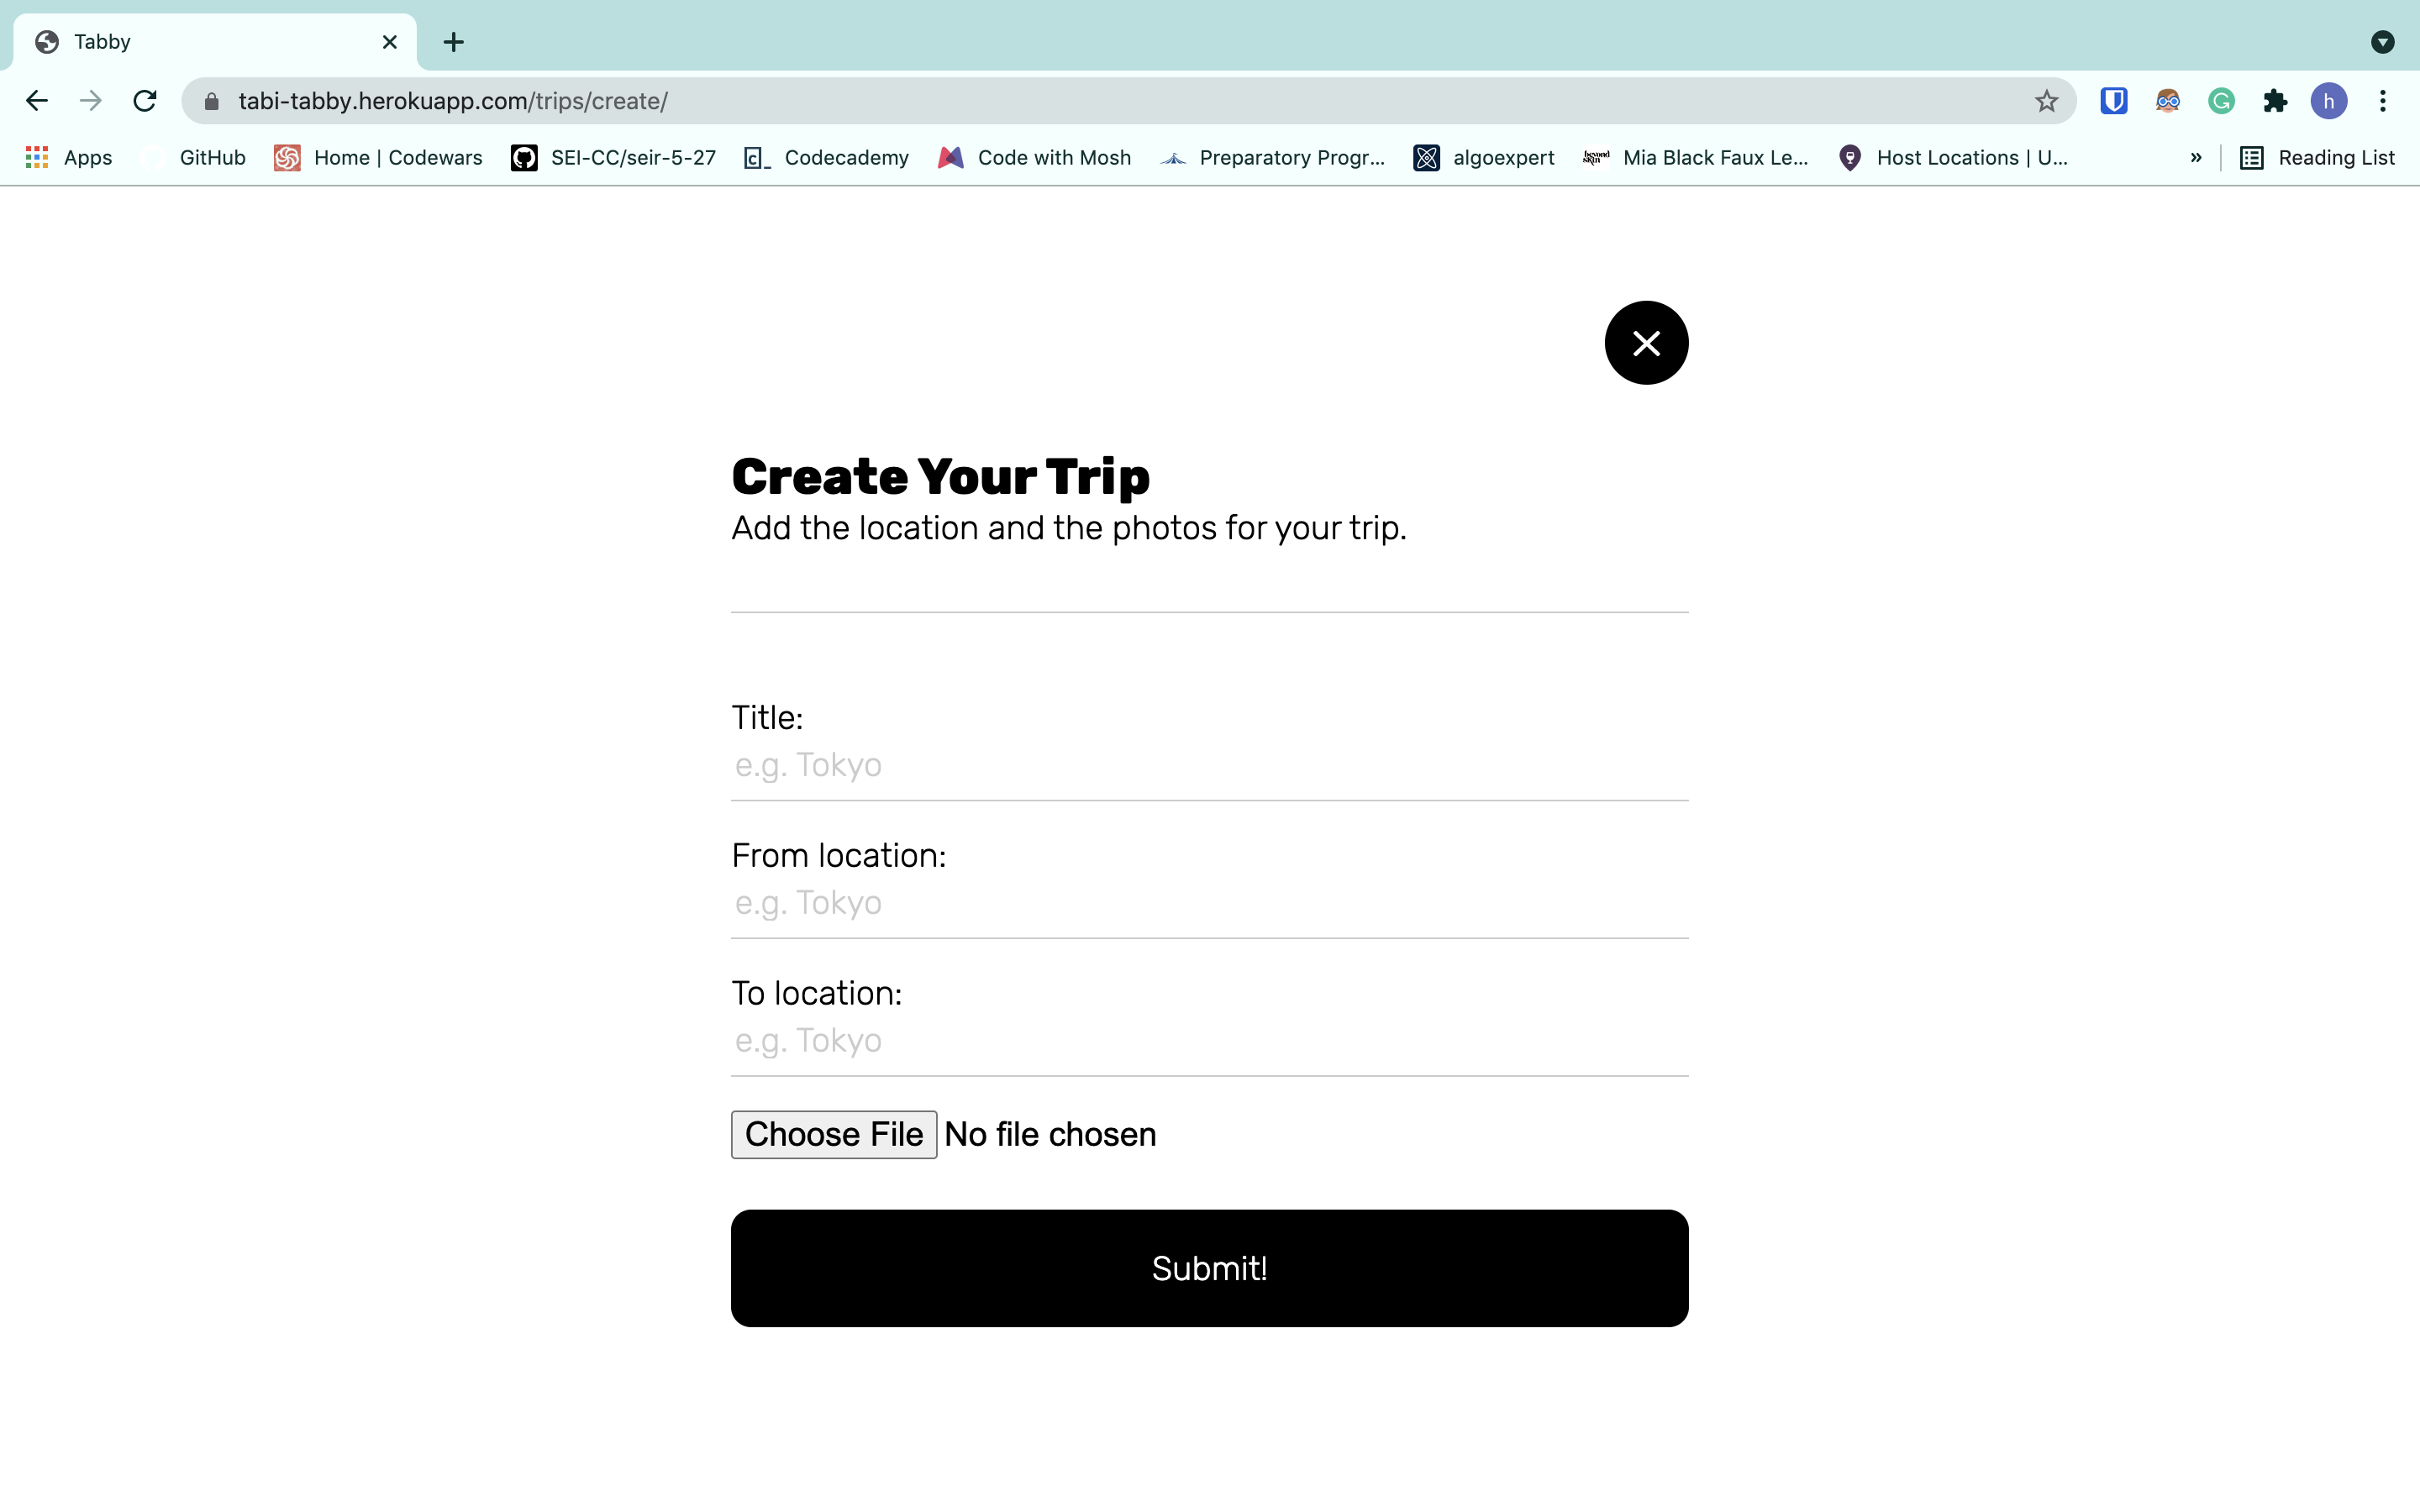 Tabby
tabi-tabby.herokuapp.com/trips/create/
h
Apps GitHub Home | Codewars SEI-CC/seir-5-27 Codecademy Code with Mosh Preparatory Progr... algoexpert beyond skin Mia Black Faux Le... Host Locations | U... » Reading List
Create Your Trip
Add the location and the photos for your trip.
Title:
e.g. Tokyo
From location:
e.g. Tokyo
To location:
e.g. Tokyo
Choose File No file chosen
Submit!